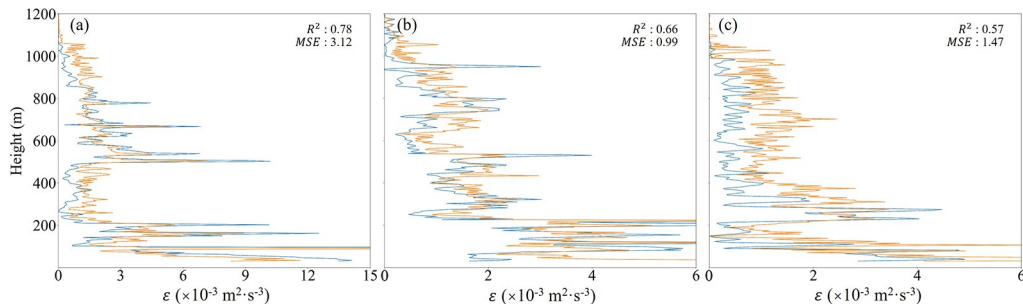 1200
1000
800
600
400
200
Height (m)
(a)
R² : 0.78
MSE : 3.12
0 3 6 9 12 15
ε (×10⁻³ m²·s⁻³)
(b)
R² : 0.66
MSE : 0.99
2 4 6
ε (×10⁻³ m²·s⁻³)
(c)
R² : 0.57
MSE : 1.47
0 2 4 6
ε (×10⁻³ m²·s⁻³)